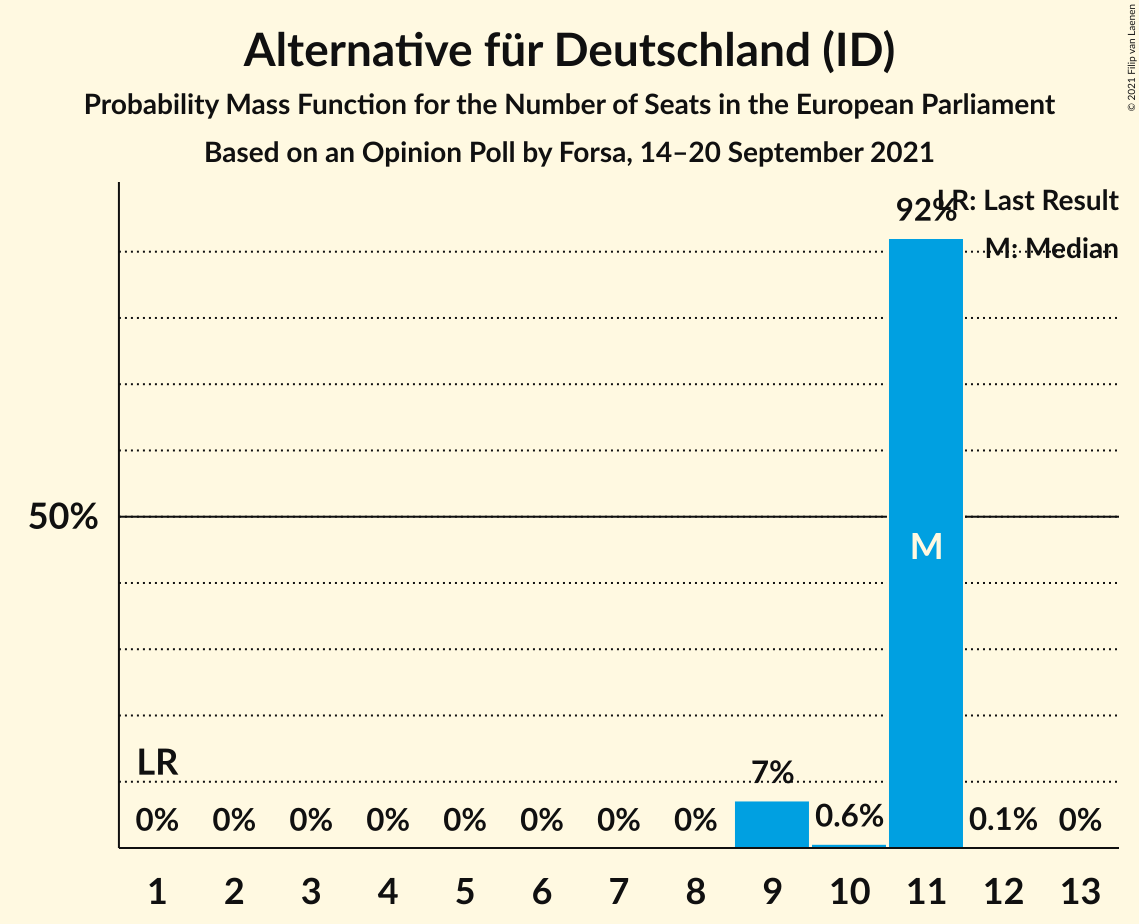 Alternative für Deutschland (ID)
Probability Mass Function for the Number of Seats in the European Parliament
Based on an Opinion Poll by Forsa, 14–20 September 2021
© 2021 Filip van Laenen
LR: Last Result
M: Median
92%
50%
M
LR
0% 0% 0% 0% 0% 0% 0% 0% 7% 0.6% 0.1% 0%
1 2 3 4 5 6 7 8 9 10 11 12 13